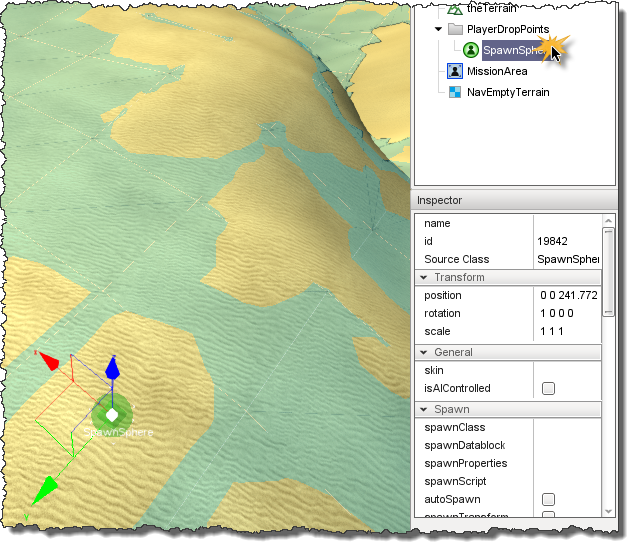 theTerrain
PlayerDropPoints
SpawnSphe
MissionArea
NavEmptyTerrain
Inspector
name
id 19842
Source Class SpawnSpher
Transform
position 0 0 241.772
rotation 1 0 0 0
scale 1 1 1
General
skin
isAIControlled
Spawn
spawnClass
spawnDatablock
spawnProperties
spawnScript
autoSpawn
spawnTransform
x
z
SpawnSphere
Y